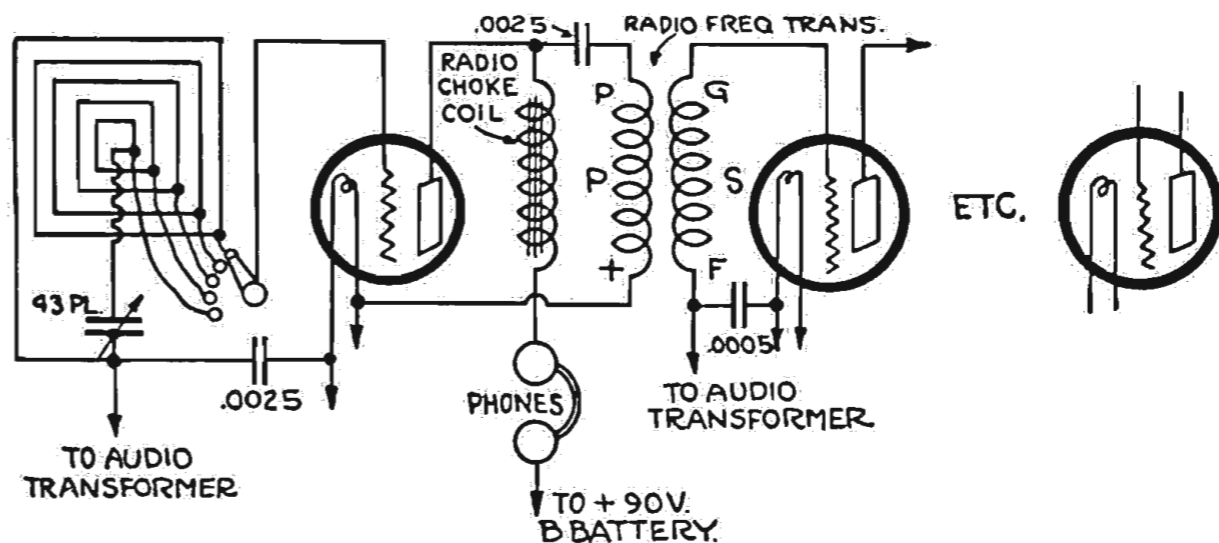 .0025
RADIO FREQ TRANS.
RADIO
CHOKE
COIL
P
P
+
G
S
F
ETC.
43 PL.
.0025
.0005
PHONES
TO AUDIO
TRANSFORMER
TO AUDIO
TRANSFORMER
TO + 90V.
B BATTERY.